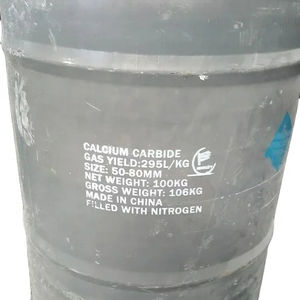 CALCIUM CARBIDE
GAS YIELD:295L/KG
SIZE: 50-80MM
NET WEIGHT: 100KG
GROSS WEIGHT: 106KG
MADE IN CHINA
FILLED WITH NITROGEN